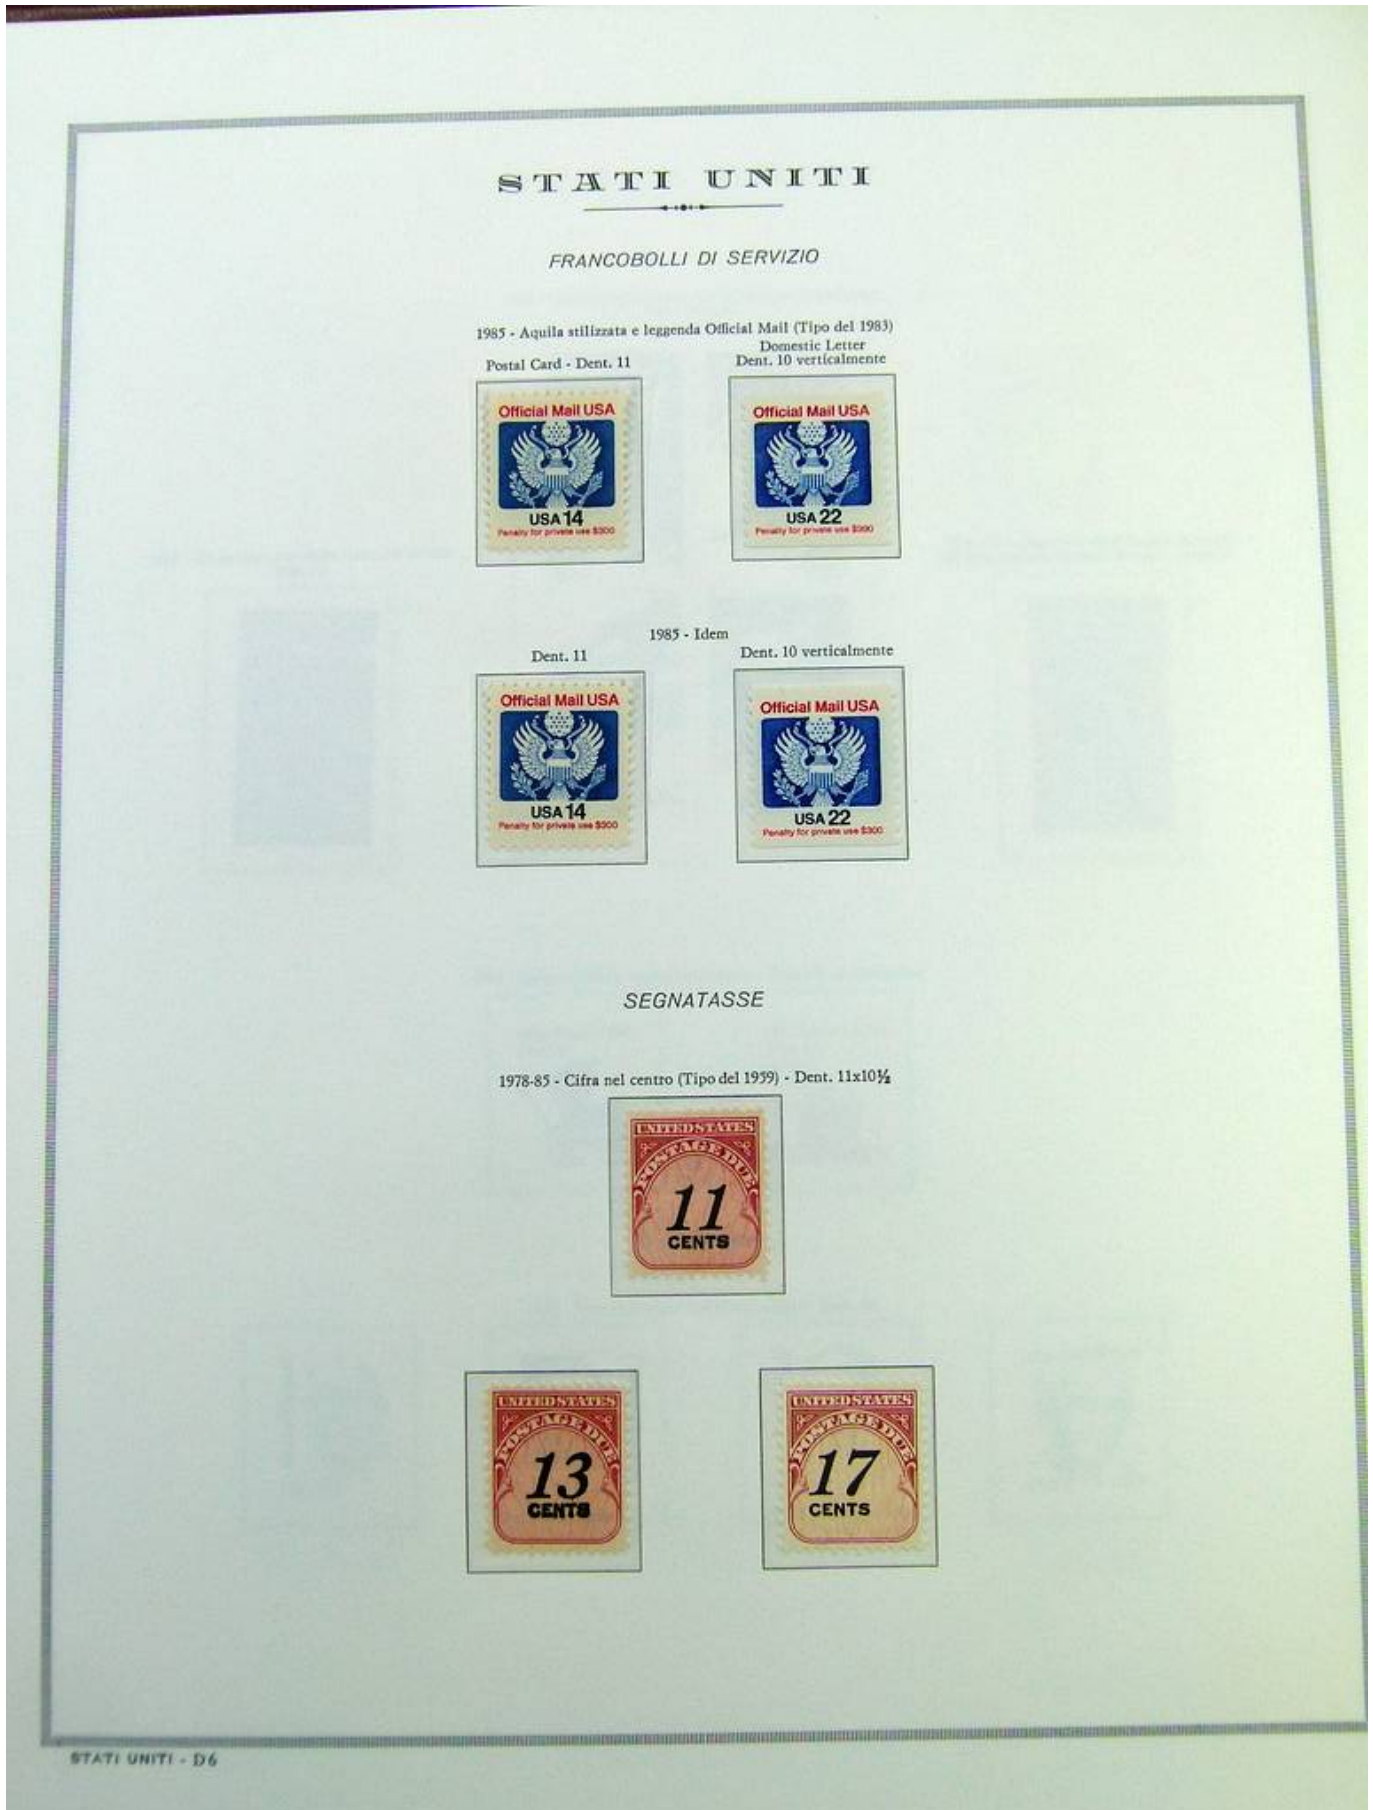 STATI UNITI
FRANCOBOLLI DI SERVIZIO
1985 - Aquila stilizzata e leggenda Official Mail (Tipo del 1983)
Postal Card - Dent. 11
Domestic Letter
Dent. 10 verticalmente
Official Mail USA
USA 14
Penalty for private use $300
Official Mail USA
USA 22
Penalty for private use $300
1985 - Idem
Dent. 11
Dent. 10 verticalmente
Official Mail USA
USA 14
Penalty for private use $300
Official Mail USA
USA 22
Penalty for private use $300
SEGNATASSE
1978-85 - Cifra nel centro (Tipo del 1959) - Dent. 11x10½
UNITED STATES
POSTAGE DUE
11
CENTS
UNITED STATES
POSTAGE DUE
13
CENTS
UNITED STATES
POSTAGE DUE
17
CENTS
STATI UNITI - D6